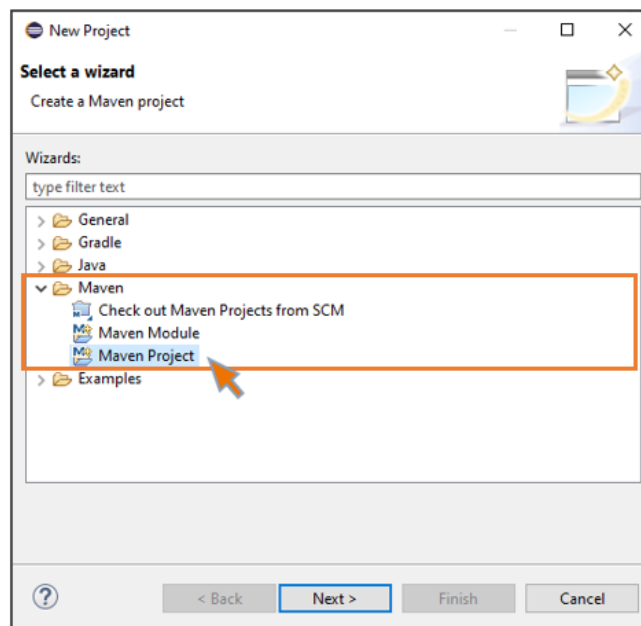 New Project
Select a wizard
Create a Maven project
Wizards:
type filter text
General
Gradle
Java
Maven
Check out Maven Projects from SCM
Maven Module
Maven Project
Examples
?
< Back Next > Finish Cancel